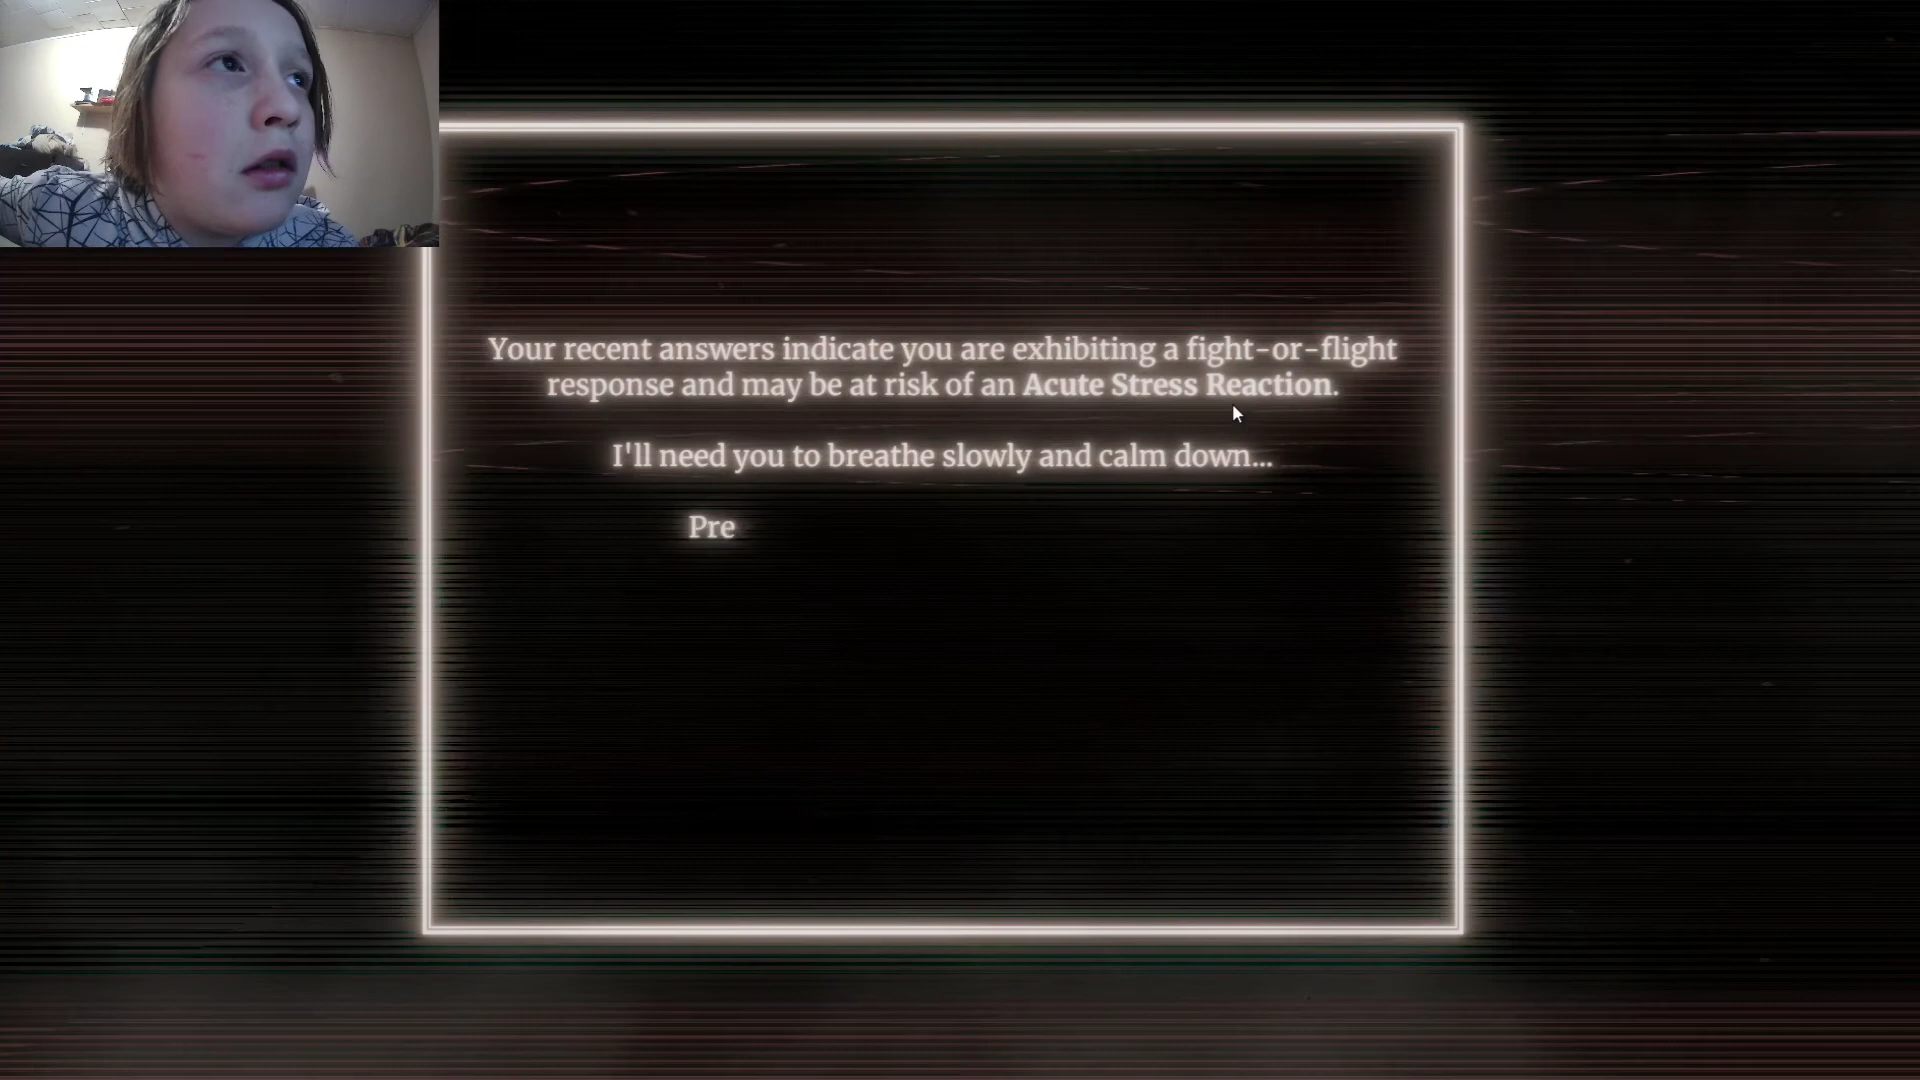 Your recent answers indicate you are exhibiting a fight-or-flight
response and may be at risk of an Acute Stress Reaction.
I'll need you to breathe slowly and calm down...
Pre